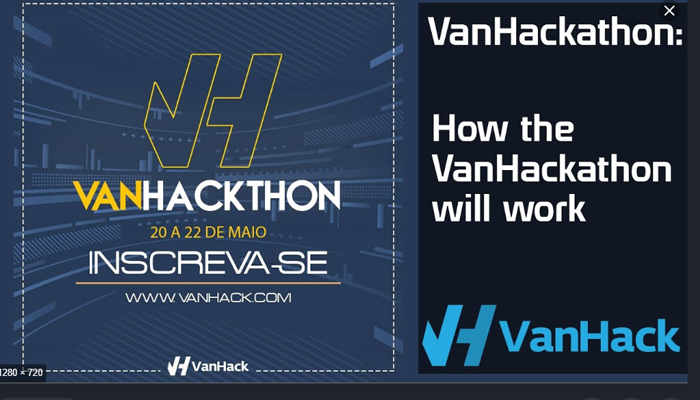 VANHACKTHON
20 A 22 DE MAIO
INSCREVA-SE
WWW.VANHACK.COM
VanHack
1280 × 720
VanHackathon:
How the
VanHackathon
will work
VanHack